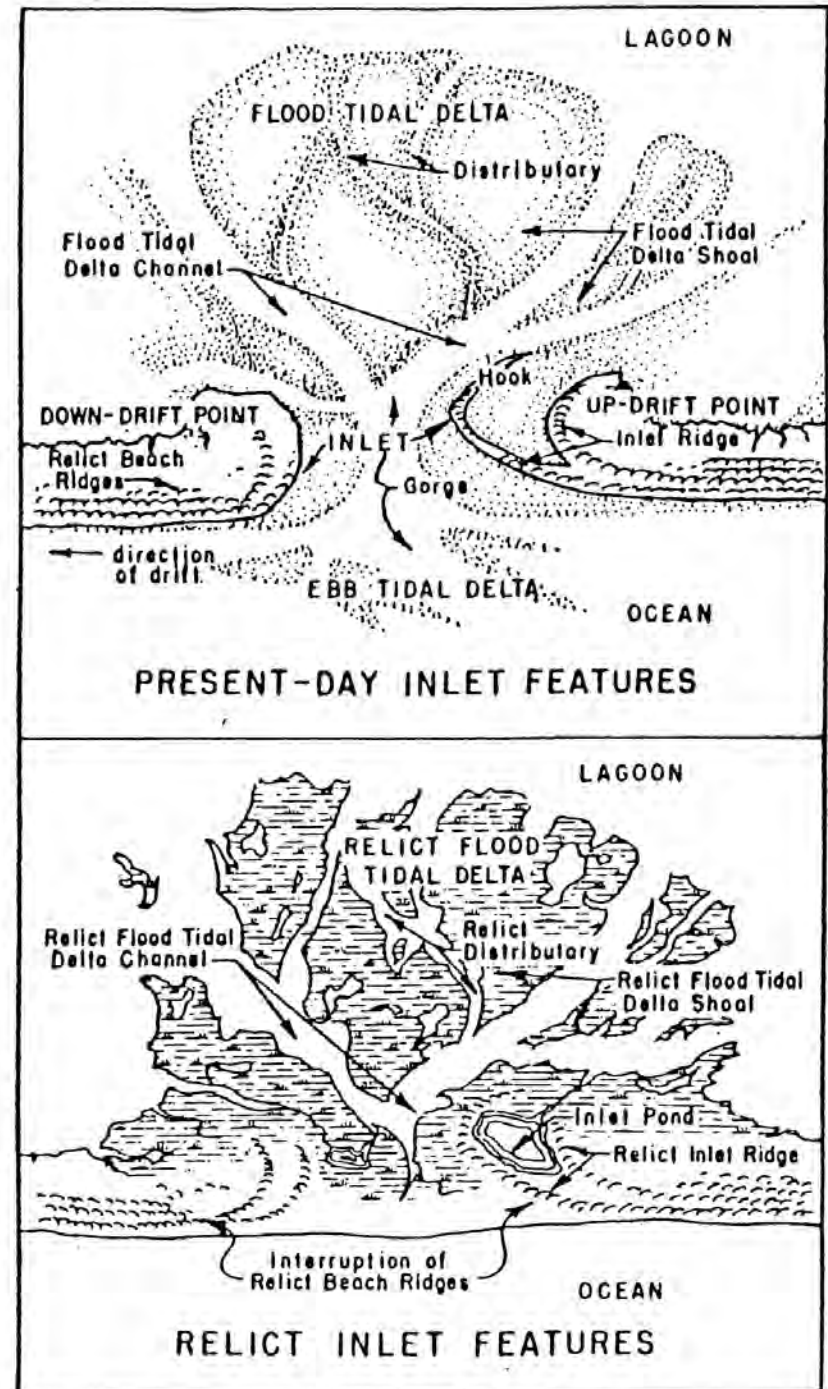 LAGOON
FLOOD TIDAL DELTA
Distributary
Flood Tidal
Delta Channel
Flood Tidal
Delta Shoal
Hook
DOWN-DRIFT POINT
UP-DRIFT POINT
INLET
Inlet Ridge
Relict Beach
Ridges
Gorge
direction
of drift
EBB TIDAL DELTA
OCEAN
PRESENT-DAY INLET FEATURES
LAGOON
RELICT FLOOD
TIDAL DELTA
Relict Flood Tidal
Delta Channel
Relict
Distributary
Relict Flood Tidal
Delta Shoal
Inlet Pond
Relict Inlet Ridge
Interruption of
Relict Beach Ridges
OCEAN
RELICT INLET FEATURES